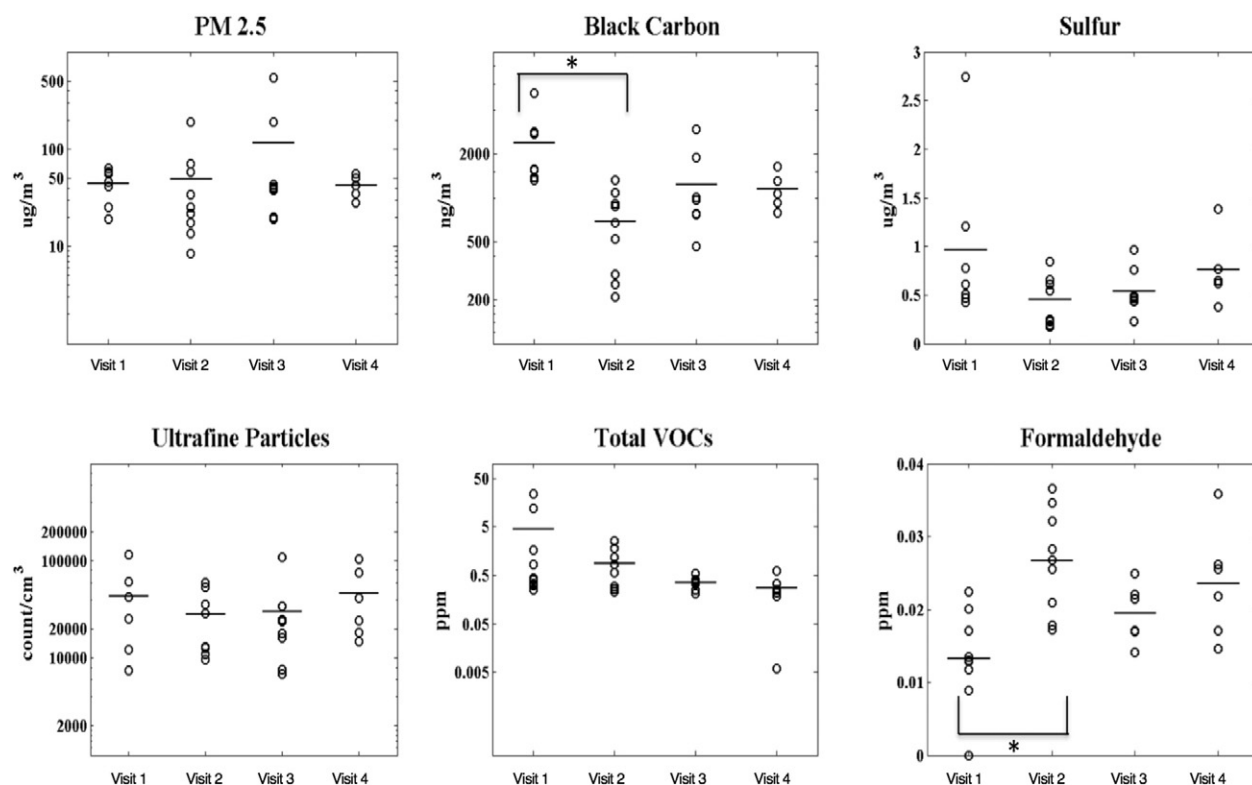 PM 2.5
500
100
50
10
ug/m³
Visit 1 Visit 2 Visit 3 Visit 4
Black Carbon
*
2000
500
200
ng/m³
Visit 1 Visit 2 Visit 3 Visit 4
Sulfur
3
2.5
2
1.5
1
0.5
0
ug/m³
Visit 1 Visit 2 Visit 3 Visit 4
Ultrafine Particles
200000
100000
20000
10000
2000
count/cm³
Visit 1 Visit 2 Visit 3 Visit 4
Total VOCs
50
5
0.5
0.05
0.005
ppm
Visit 1 Visit 2 Visit 3 Visit 4
Formaldehyde
0.04
0.03
0.02
0.01
0
ppm
*
Visit 1 Visit 2 Visit 3 Visit 4